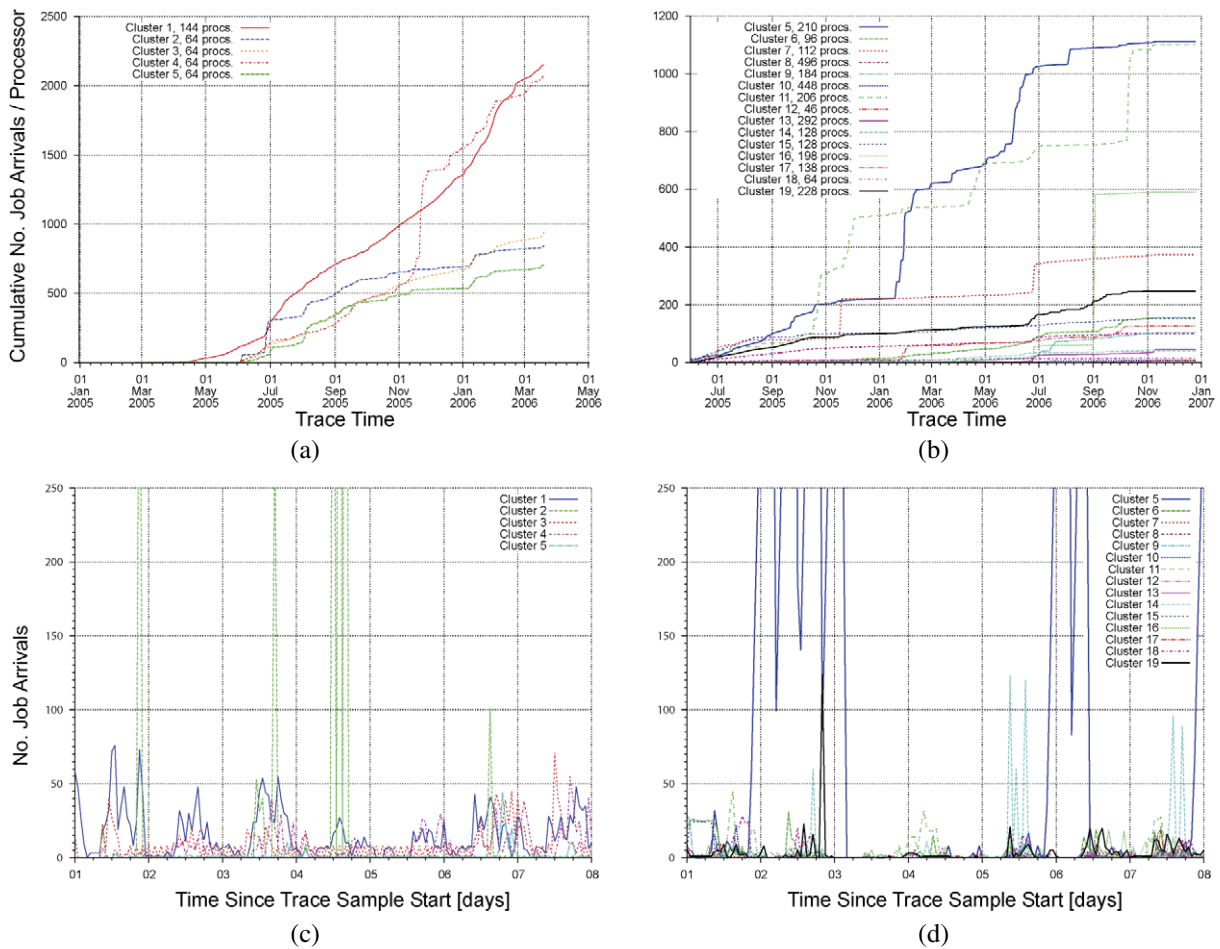 Cumulative No. Job Arrivals / Processor
2500
2000
1500
1000
500
0
Cluster 1, 144 procs.
Cluster 2, 64 procs.
Cluster 3, 64 procs.
Cluster 4, 64 procs.
Cluster 5, 64 procs.
01 Jan 2005
01 Mar 2005
01 May 2005
01 Jul 2005
01 Sep 2005
01 Nov 2005
01 Jan 2006
01 Mar 2006
01 May 2006
Trace Time
(a)
1200
1000
800
600
400
200
0
Cluster 5, 210 procs.
Cluster 6, 96 procs.
Cluster 7, 112 procs.
Cluster 8, 496 procs.
Cluster 9, 184 procs.
Cluster 10, 448 procs.
Cluster 11, 206 procs.
Cluster 12, 46 procs.
Cluster 13, 292 procs.
Cluster 14, 128 procs.
Cluster 15, 128 procs.
Cluster 16, 198 procs.
Cluster 17, 138 procs.
Cluster 18, 64 procs.
Cluster 19, 228 procs.
01 Jul 2005
01 Sep 2005
01 Nov 2005
01 Jan 2006
01 Mar 2006
01 May 2006
01 Jul 2006
01 Sep 2006
01 Nov 2006
01 Jan 2007
Trace Time
(b)
No. Job Arrivals
250
200
150
100
50
0
Cluster 1
Cluster 2
Cluster 3
Cluster 4
Cluster 5
01 02 03 04 05 06 07 08
Time Since Trace Sample Start [days]
(c)
250
200
150
100
50
0
Cluster 5
Cluster 6
Cluster 7
Cluster 8
Cluster 9
Cluster 10
Cluster 11
Cluster 12
Cluster 13
Cluster 14
Cluster 15
Cluster 16
Cluster 17
Cluster 18
Cluster 19
01 02 03 04 05 06 07 08
Time Since Trace Sample Start [days]
(d)